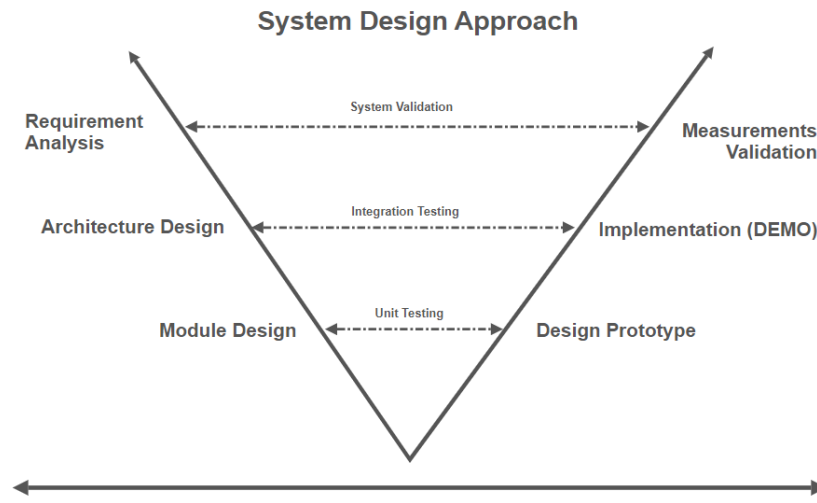 System Design Approach
System Validation
Requirement
Analysis
Measurements
Validation
Integration Testing
Architecture Design
Implementation (DEMO)
Unit Testing
Module Design
Design Prototype